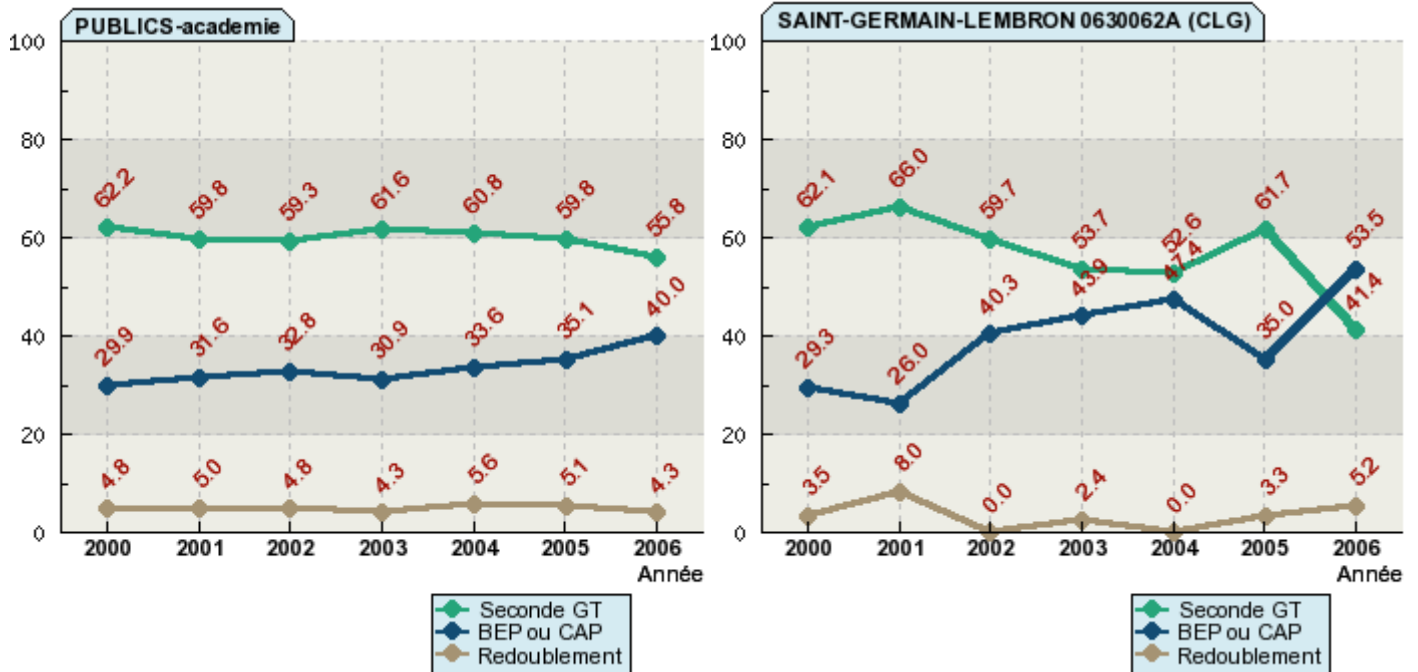 PUBLICS-academie
100
80
60
40
20
0
62.2 59.8 59.3 61.6 60.8 59.8 55.8
29.9 31.6 32.8 30.9 33.6 35.1 40.0
4.8 5.0 4.8 4.3 5.6 5.1 4.3
2000 2001 2002 2003 2004 2005 2006
Année
Seconde GT
BEP ou CAP
Redoublement
SAINT-GERMAIN-LEMBRON 0630062A (CLG)
100
80
60
40
20
0
62.1 66.0 59.7 53.7 52.6 61.7 41.4
29.3 26.0 40.3 43.9 47.4 35.0 53.5
3.5 8.0 0.0 2.4 0.0 3.3 5.2
2000 2001 2002 2003 2004 2005 2006
Année
Seconde GT
BEP ou CAP
Redoublement